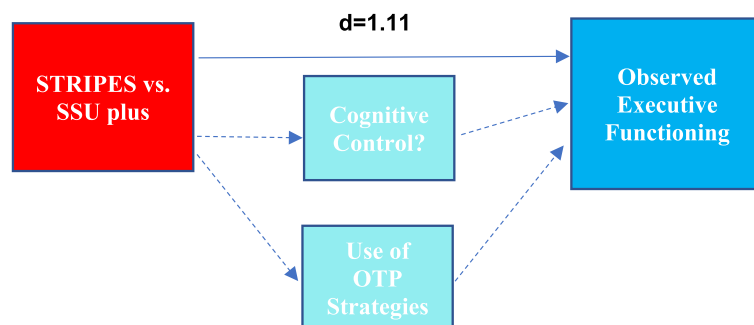 d=1.11
STRIPES vs.
SSU plus
Cognitive
Control?
Observed
Executive
Functioning
Use of
OTP
Strategies